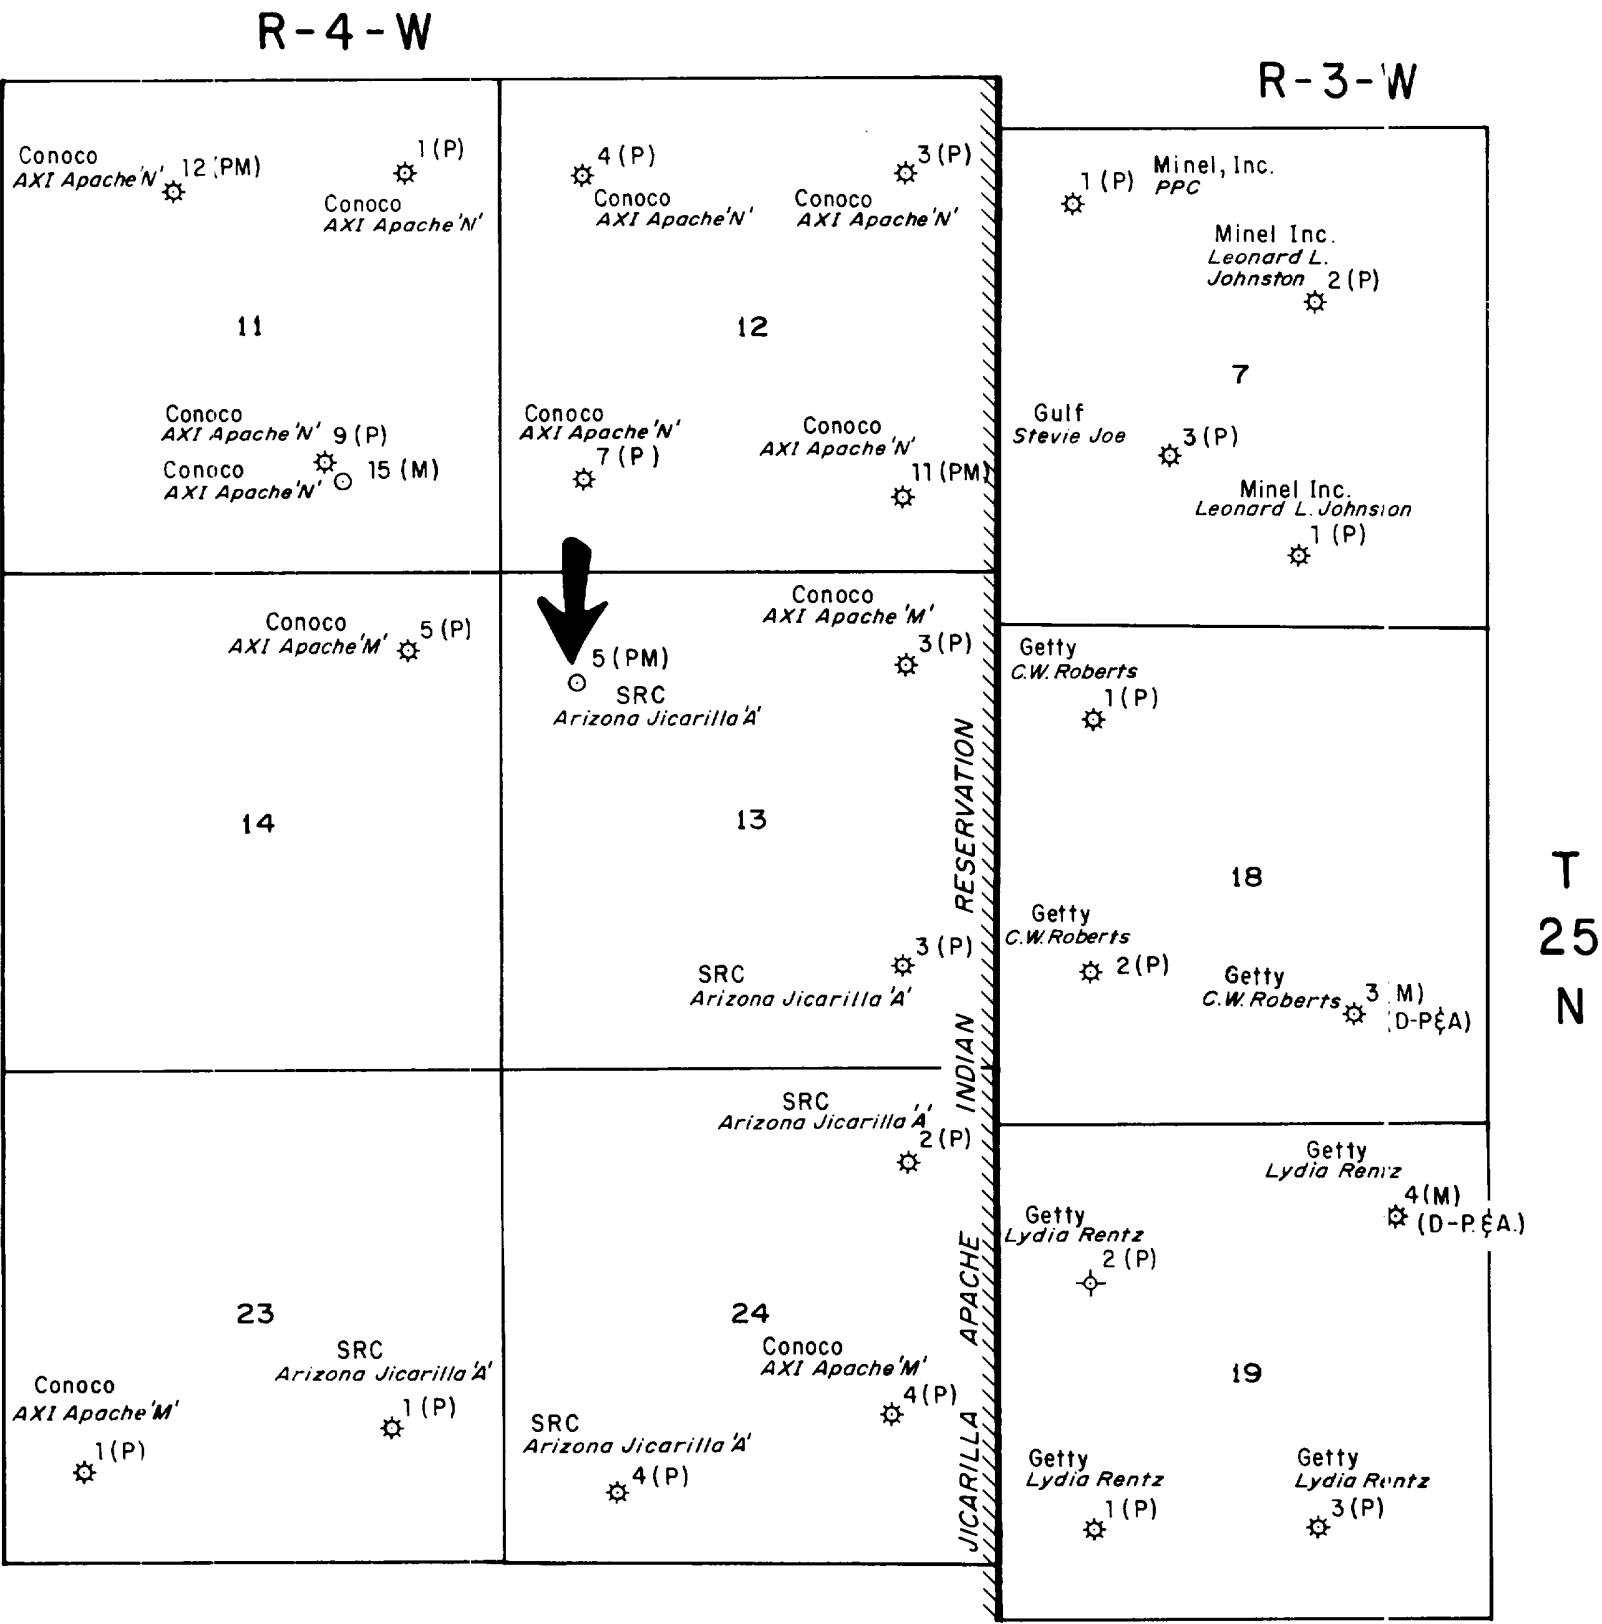 R-4-W
R-3-W
Conoco
AXI Apache 'N'
12 (PM)
1 (P)
Conoco
AXI Apache 'N'
11
Conoco
AXI Apache 'N'
9 (P)
Conoco
AXI Apache 'N'
15 (M)
4 (P)
Conoco
AXI Apache 'N'
3 (P)
Conoco
AXI Apache 'N'
12
Conoco
AXI Apache 'N'
7 (P)
Conoco
AXI Apache 'N'
11 (PM)
1 (P)
Minel, Inc.
PPC
Minel Inc.
Leonard L.
Johnston
2 (P)
7
Gulf
Stevie Joe
3 (P)
Minel Inc.
Leonard L. Johnston
1 (P)
Conoco
AXI Apache 'M'
5 (P)
14
5 (PM)
SRC
Arizona Jicarilla 'A'
Conoco
AXI Apache 'M'
3 (P)
13
SRC
Arizona Jicarilla 'A'
3 (P)
Getty
C.W. Roberts
1 (P)
18
Getty
C.W. Roberts
2 (P)
Getty
C.W. Roberts
3 (M)
(D-P&A)
T
25
N
23
Conoco
AXI Apache 'M'
1 (P)
SRC
Arizona Jicarilla 'A'
1 (P)
SRC
Arizona Jicarilla 'A'
2 (P)
24
Conoco
AXI Apache 'M'
4 (P)
SRC
Arizona Jicarilla 'A'
4 (P)
JICARILLA APACHE INDIAN RESERVATION
Getty
Lydia Rentz
4 (M)
(D-P.&A.)
Getty
Lydia Rentz
2 (P)
19
Getty
Lydia Rentz
1 (P)
Getty
Lydia Rentz
3 (P)